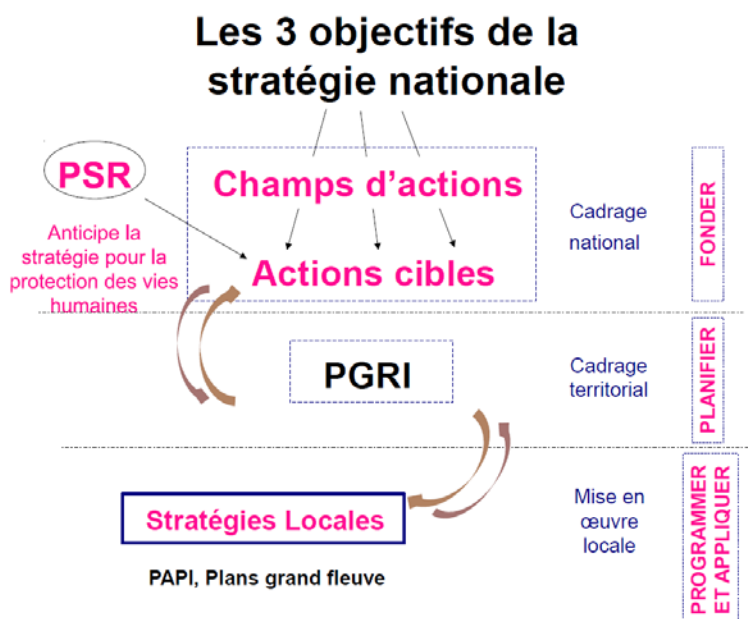 Les 3 objectifs de la
stratégie nationale
PSR
Champs d’actions
Cadrage
national
FONDER
Anticipe la
stratégie pour la
protection des vies
humaines
Actions cibles
PGRI
Cadrage
territorial
PLANIFIER
Stratégies Locales
Mise en
œuvre
locale
PROGRAMMER
ET APPLIQUER
PAPI, Plans grand fleuve